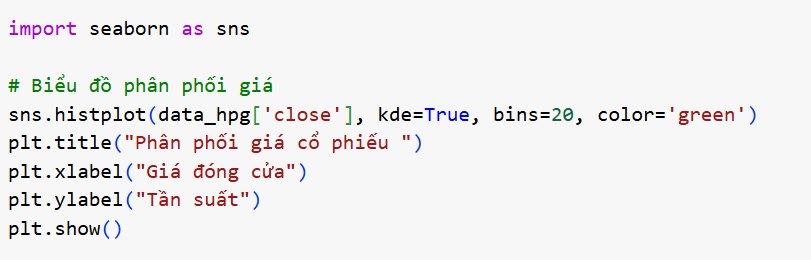 import seaborn as sns
# Biểu đồ phân phối giá
sns.histplot(data_hpg['close'], kde=True, bins=20, color='green')
plt.title("Phân phối giá cổ phiếu ")
plt.xlabel("Giá đóng cửa")
plt.ylabel("Tần suất")
plt.show()